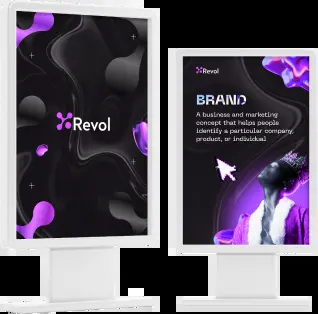 Revol
Revol
BRAND
A business and marketing
concept that helps people
identify a particular company,
product, or individual